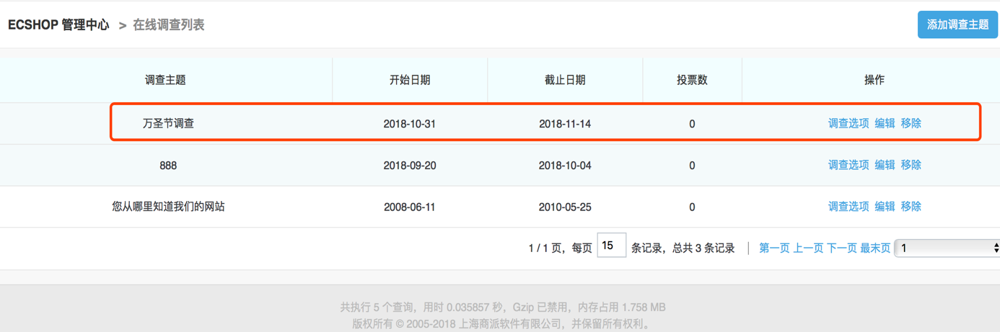 ECSHOP 管理中心 > 在线调查列表 添加调查主题
调查主题 开始日期 截止日期 投票数 操作
万圣节调查 2018-10-31 2018-11-14 0 调查选项 编辑 移除
888 2018-09-20 2018-10-04 0 调查选项 编辑 移除
您从哪里知道我们的网站 2008-06-11 2010-05-25 0 调查选项 编辑 移除
1 / 1 页，每页 15 条记录，总共 3 条记录 | 第一页 上一页 下一页 最末页 1
共执行 5 个查询，用时 0.035857 秒，Gzip 已禁用，内存占用 1.758 MB
版权所有 © 2005-2018 上海商派软件有限公司，并保留所有权利。